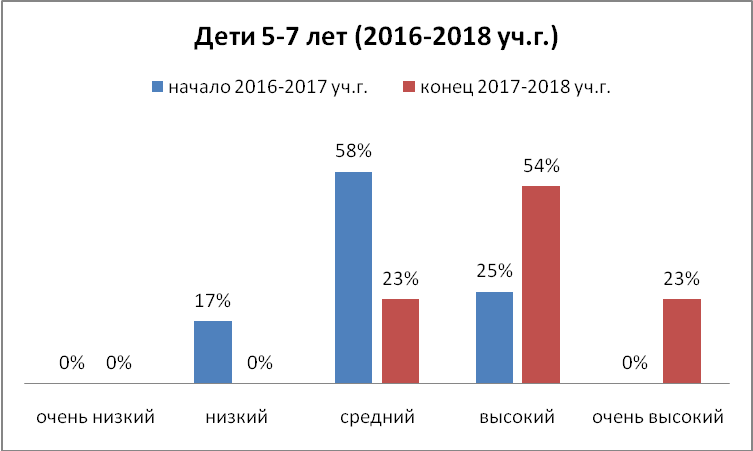 Дети 5-7 лет (2016-2018 уч.г.)
начало 2016-2017 уч.г. конец 2017-2018 уч.г.
0% 0% 17% 0% 58% 23% 25% 54% 0% 23%
очень низкий низкий средний высокий очень высокий